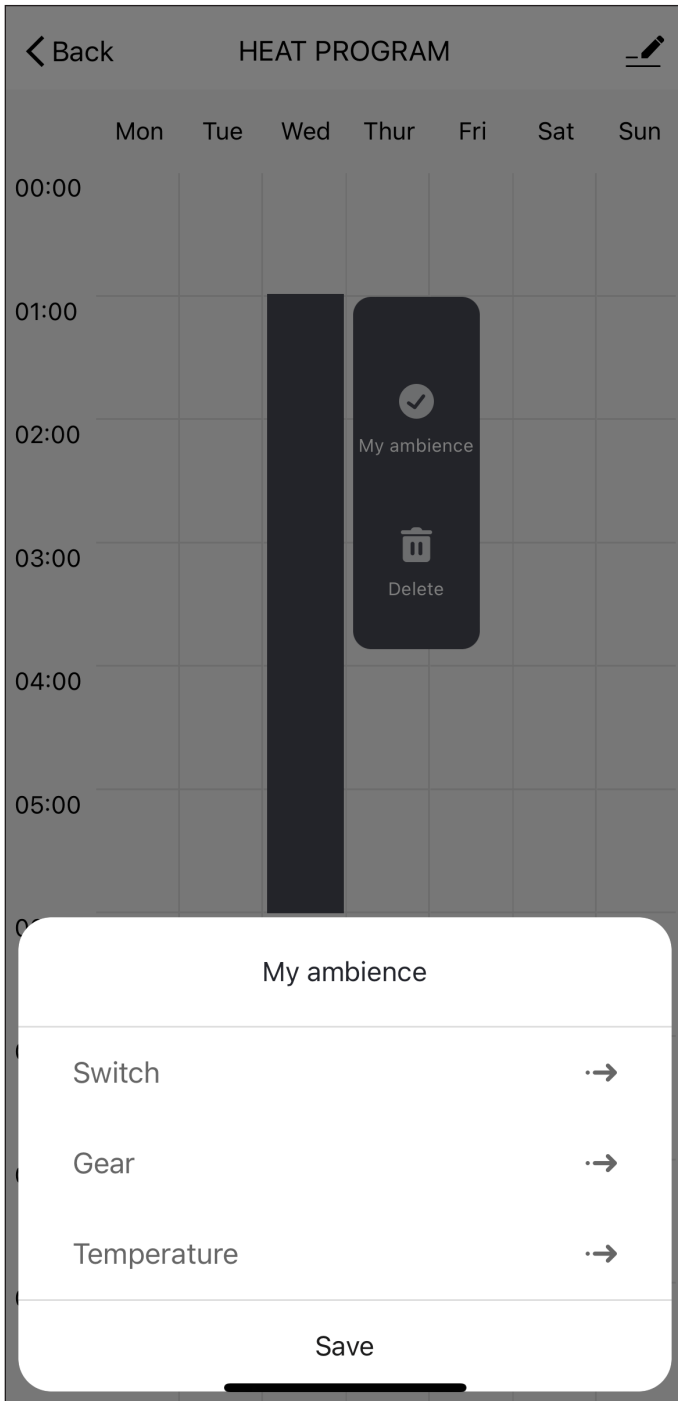 Back HEAT PROGRAM
Mon Tue Wed Thur Fri Sat Sun
00:00
01:00
02:00
My ambience
03:00
Delete
04:00
05:00
My ambience
Switch
Gear
Temperature
Save